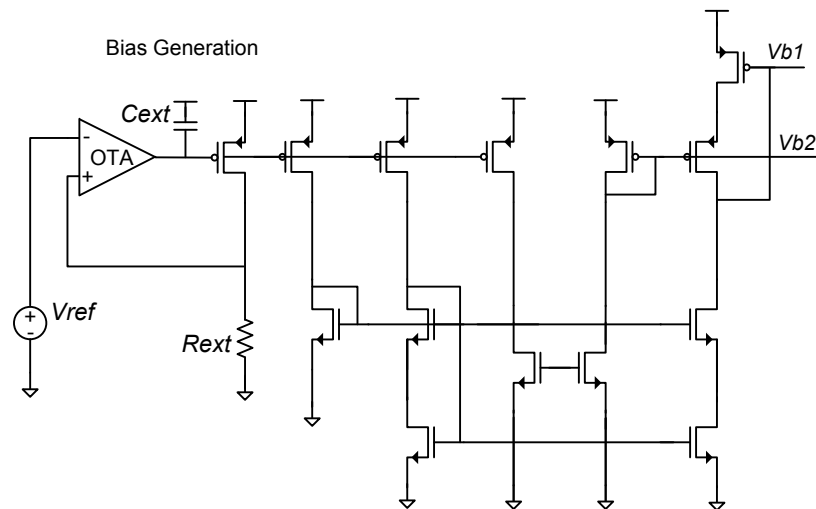 Bias Generation
Vb1
Cext
-
OTA
+
Vb2
+
-
Vref
Rext